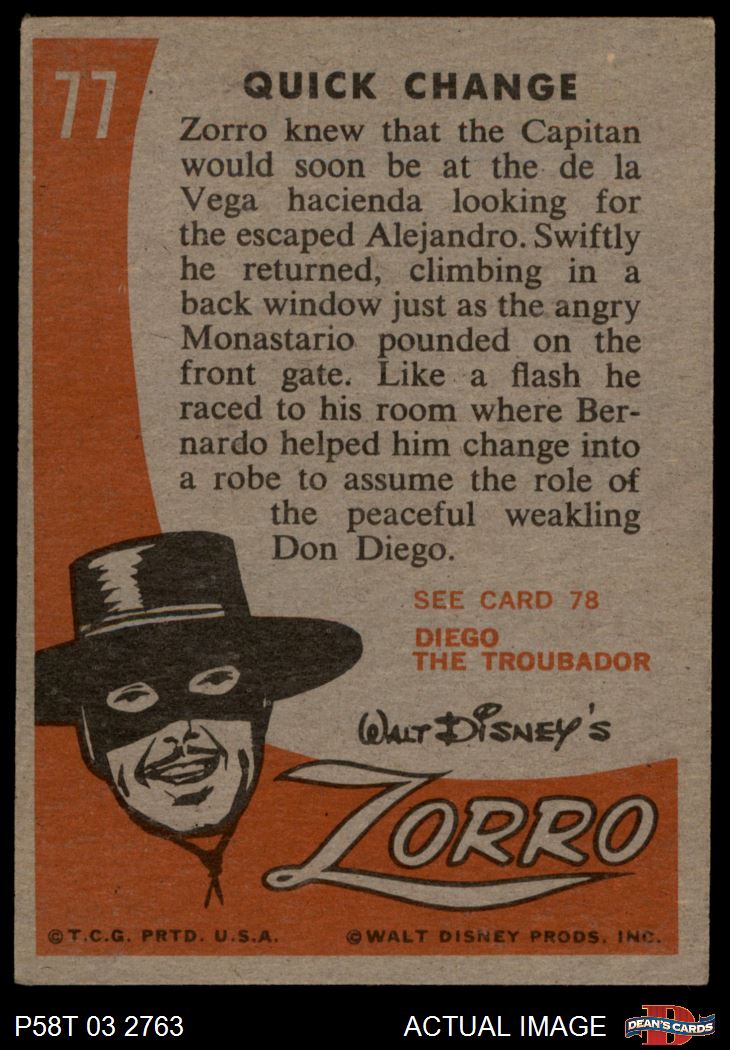 77
QUICK CHANGE
Zorro knew that the Capitan
would soon be at the de la
Vega hacienda looking for
the escaped Alejandro. Swiftly
he returned, climbing in a
back window just as the angry
Monastario pounded on the
front gate. Like a flash he
raced to his room where Ber-
nardo helped him change into
a robe to assume the role of
the peaceful weakling
Don Diego.
SEE CARD 78
DIEGO
THE TROUBADOR
WALT DISNEY'S
ZORRO
©T.C.G. PRTD. U.S.A. ©WALT DISNEY PRODS. INC.
P58T 03 2763 ACTUAL IMAGE D DEAN'S CARDS